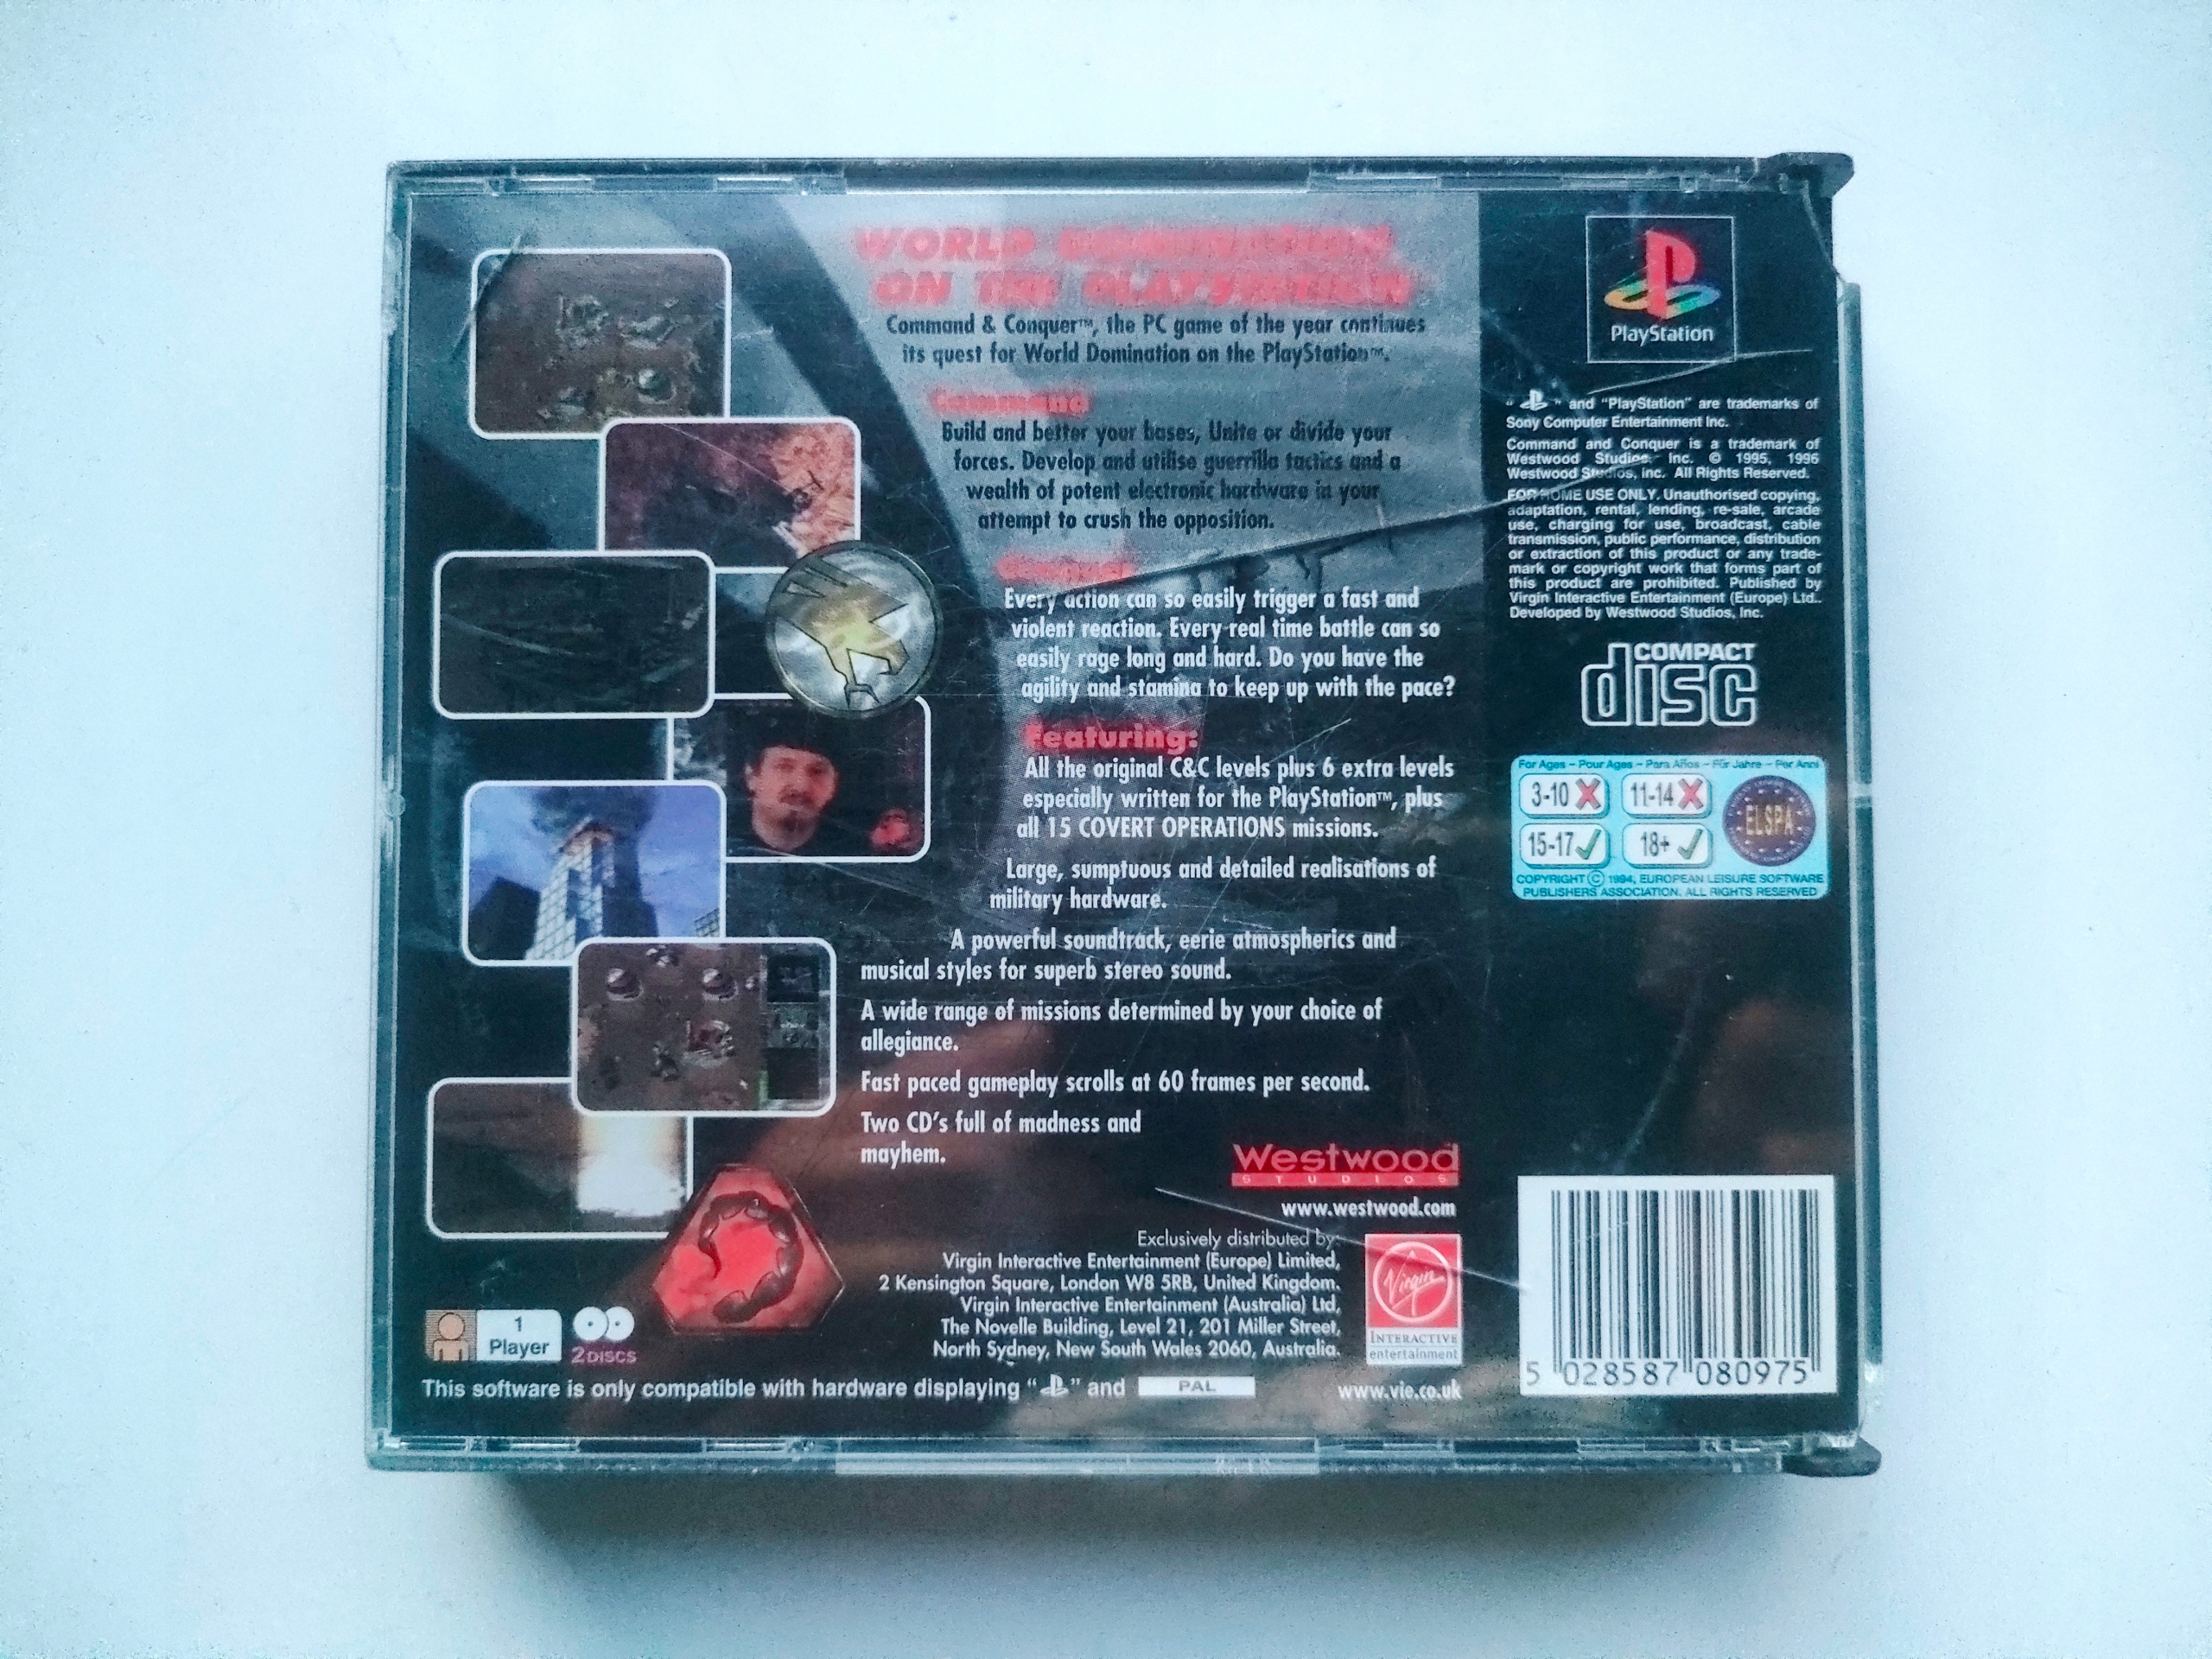 WORLD DOMINATION
ON THE PLAYSTATION
Command & Conquer™, the PC game of the year continues
its quest for World Domination on the PlayStation™.
Command
Build and better your bases, Unite or divide your
forces. Develop and utilise guerrilla tactics and a
wealth of potent electronic hardware in your
attempt to crush the opposition.
Conquer
Every action can so easily trigger a fast and
violent reaction. Every real time battle can so
easily rage long and hard. Do you have the
agility and stamina to keep up with the pace?
Featuring:
All the original C&C levels plus 6 extra levels
especially written for the PlayStation™, plus
all 15 COVERT OPERATIONS missions.
Large, sumptuous and detailed realisations of
military hardware.
A powerful soundtrack, eerie atmospherics and
musical styles for superb stereo sound.
A wide range of missions determined by your choice of
allegiance.
Fast paced gameplay scrolls at 60 frames per second.
Two CD's full of madness and
mayhem.
Westwood
STUDIOS
www.westwood.com
Exclusively distributed by:
Virgin Interactive Entertainment (Europe) Limited,
2 Kensington Square, London W8 5RB, United Kingdom.
Virgin Interactive Entertainment (Australia) Ltd,
The Novelle Building, Level 21, 201 Miller Street,
North Sydney, New South Wales 2060, Australia.
Virgin
INTERACTIVE
entertainment
www.vie.co.uk
1
Player
2 DISCS
This software is only compatible with hardware displaying " " and PAL
PlayStation
" " and "PlayStation" are trademarks of
Sony Computer Entertainment Inc.
Command and Conquer is a trademark of
Westwood Studios, Inc. © 1995, 1996
Westwood Studios, Inc. All Rights Reserved.
FOR HOME USE ONLY. Unauthorised copying,
adaptation, rental, lending, re-sale, arcade
use, charging for use, broadcast, cable
transmission, public performance, distribution
or extraction of this product or any trade-
mark or copyright work that forms part of
this product are prohibited. Published by
Virgin Interactive Entertainment (Europe) Ltd..
Developed by Westwood Studios, Inc.
COMPACT
disc
For Ages - Pour Ages - Para Años - Für Jahre - Per Anni
3-10 11-14
15-17 18+
ELSPA
COPYRIGHT © 1994, EUROPEAN LEISURE SOFTWARE
PUBLISHERS ASSOCIATION. ALL RIGHTS RESERVED
5 028587 080975